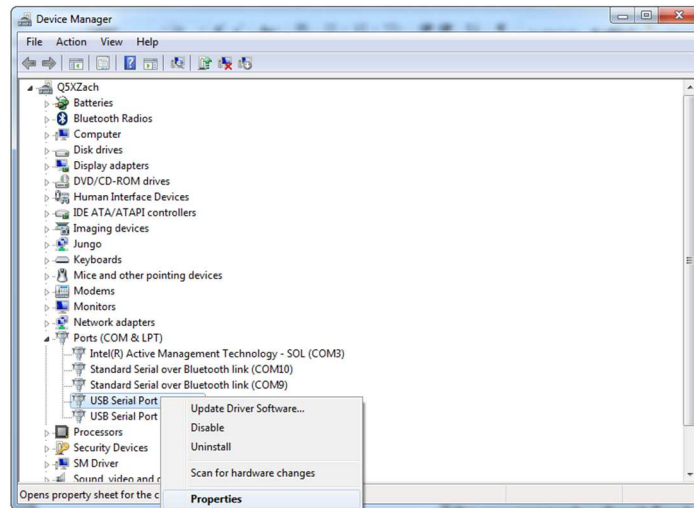 Device Manager
File Action View Help
Q5XZach
Batteries
Bluetooth Radios
Computer
Disk drives
Display adapters
DVD/CD-ROM drives
Human Interface Devices
IDE ATA/ATAPI controllers
Imaging devices
Jungo
Keyboards
Mice and other pointing devices
Modems
Monitors
Network adapters
Ports (COM & LPT)
Intel(R) Active Management Technology - SOL (COM3)
Standard Serial over Bluetooth link (COM10)
Standard Serial over Bluetooth link (COM9)
USB Serial Port
USB Serial Port
Processors
Security Devices
SM Driver
Sound, video and
Opens property sheet for the c
Update Driver Software...
Disable
Uninstall
Scan for hardware changes
Properties